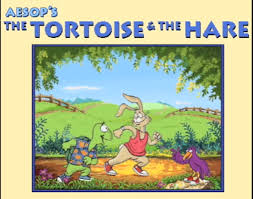 AESOP'S
THE TORTOISE & THE HARE